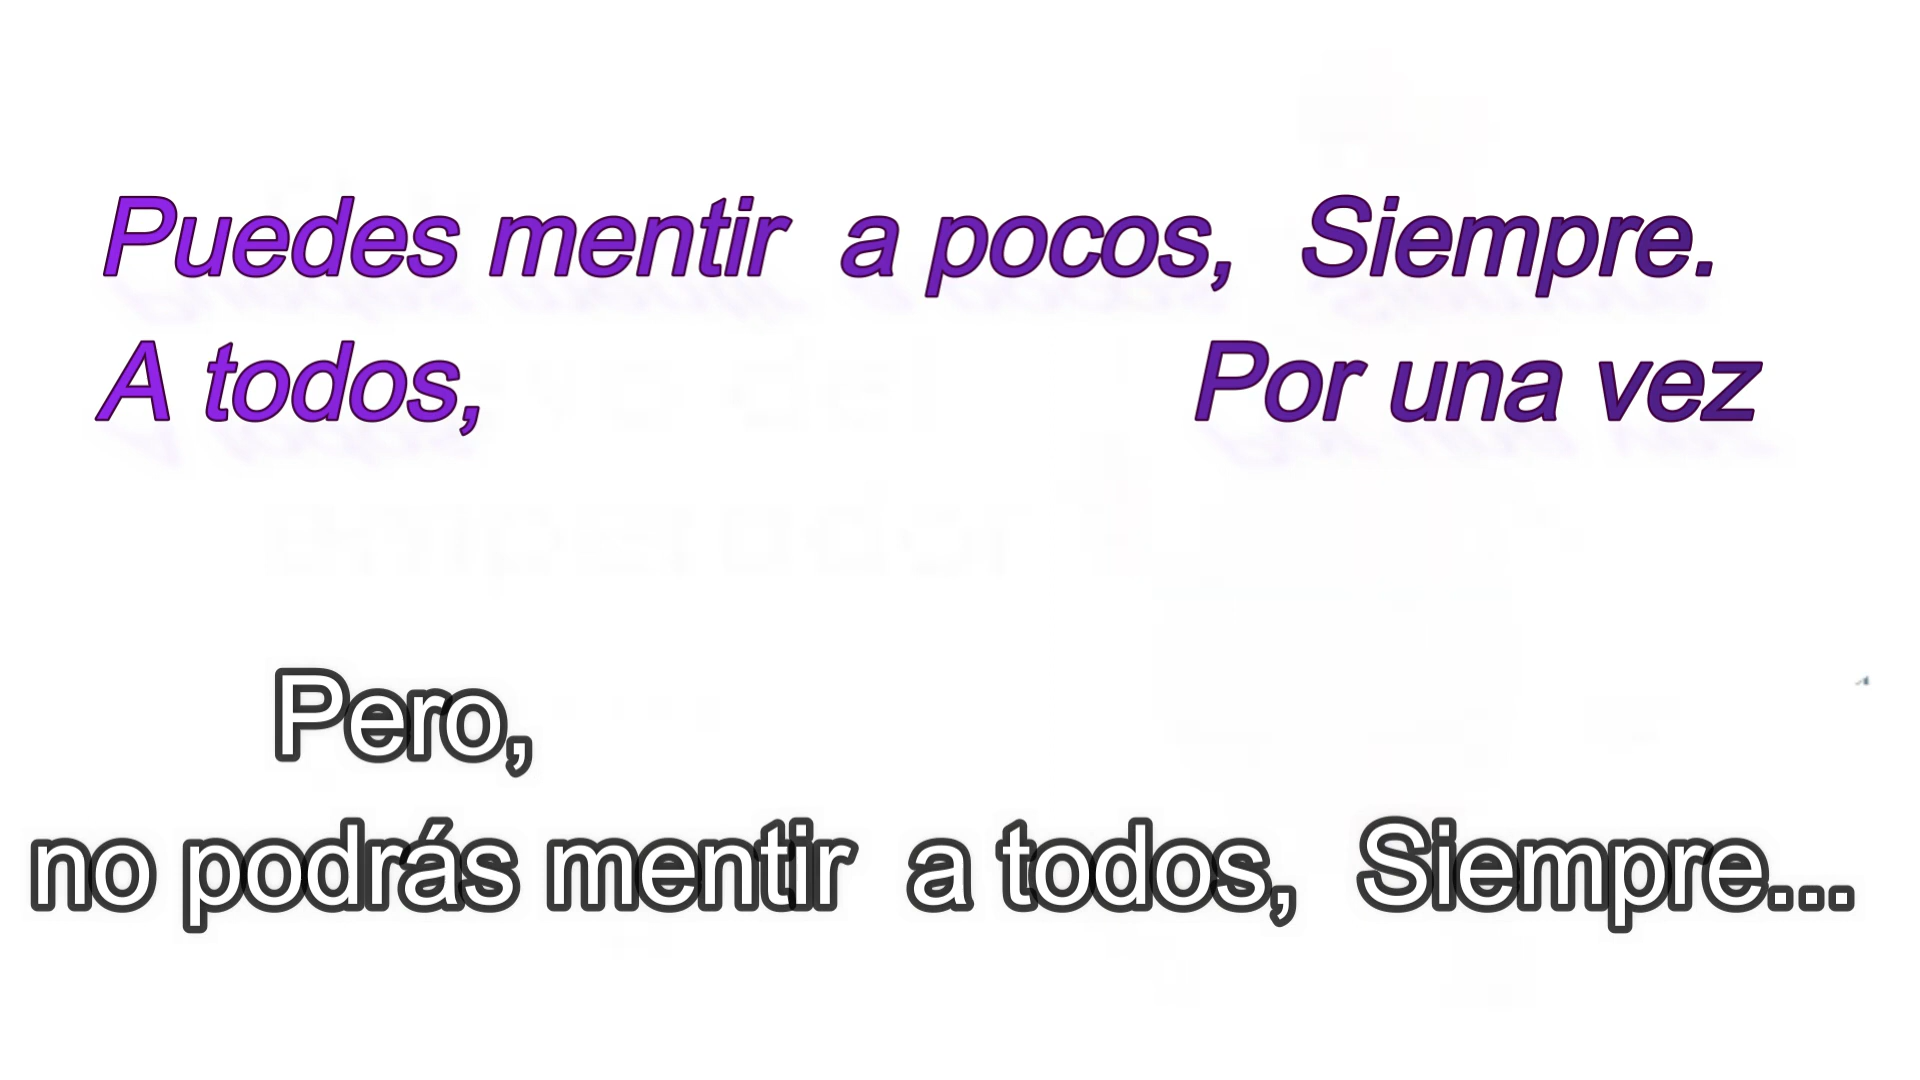 Puedes mentir a pocos, Siempre.
A todos, Por una vez
Pero,
no podrás mentir a todos, Siempre...